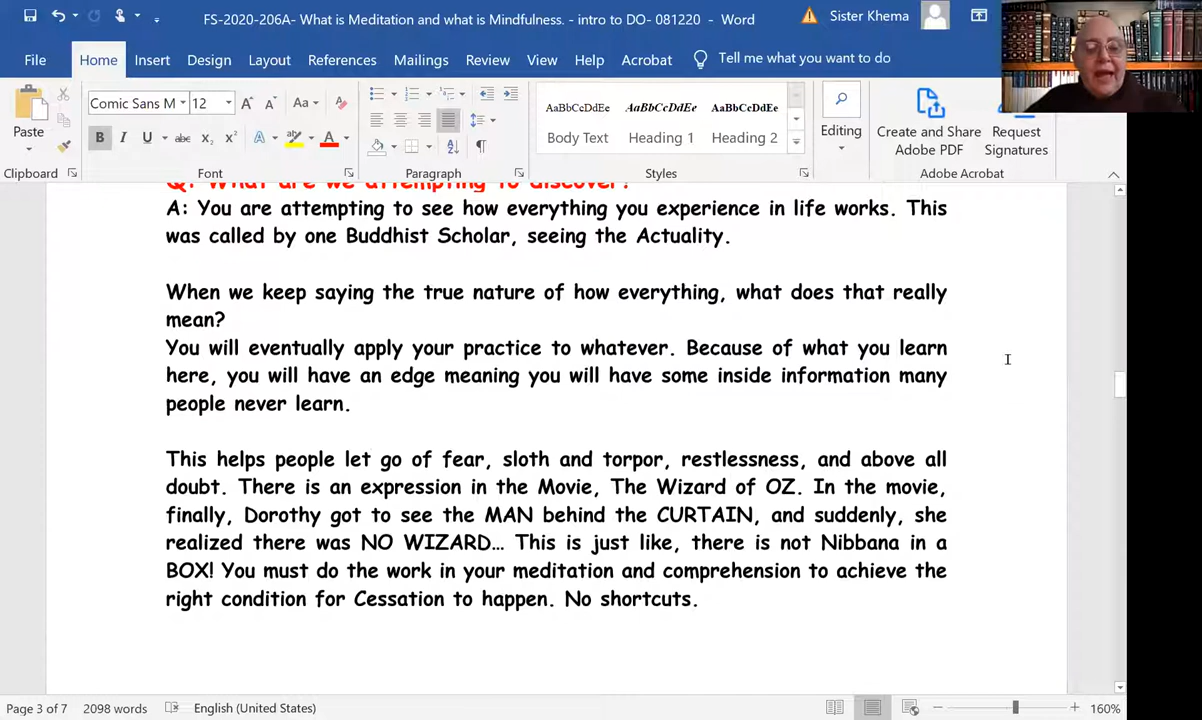 FS-2020-206A- What is Meditation and what is Mindfulness. - intro to DO- 081220 - Word
Sister Khema
File Home Insert Design Layout References Mailings Review View Help Acrobat Tell me what you want to do
Comic Sans M 12 Aa
AaBbCcDdEe AaBbCcDdEe AaBbCcDdEe
Paste
B I U abc X₂ X²
Body Text Heading 1 Heading 2
Editing
Create and Share Adobe PDF
Request Signatures
Clipboard Font Paragraph Styles Adobe Acrobat
Q: What are we attempting to discover?
A: You are attempting to see how everything you experience in life works. This
was called by one Buddhist Scholar, seeing the Actuality.
When we keep saying the true nature of how everything, what does that really
mean?
You will eventually apply your practice to whatever. Because of what you learn
here, you will have an edge meaning you will have some inside information many
people never learn.
This helps people let go of fear, sloth and torpor, restlessness, and above all
doubt. There is an expression in the Movie, The Wizard of OZ. In the movie,
finally, Dorothy got to see the MAN behind the CURTAIN, and suddenly, she
realized there was NO WIZARD… This is just like, there is not Nibbana in a
BOX! You must do the work in your meditation and comprehension to achieve the
right condition for Cessation to happen. No shortcuts.
Page 3 of 7 2098 words English (United States) 160%